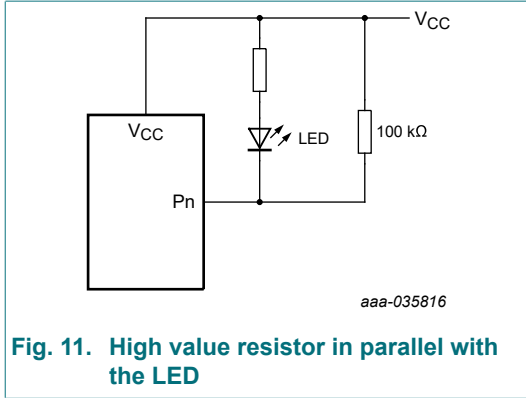 VCC
VCC
LED
100 kΩ
Pn
aaa-035816
Fig. 11. High value resistor in parallel with
the LED